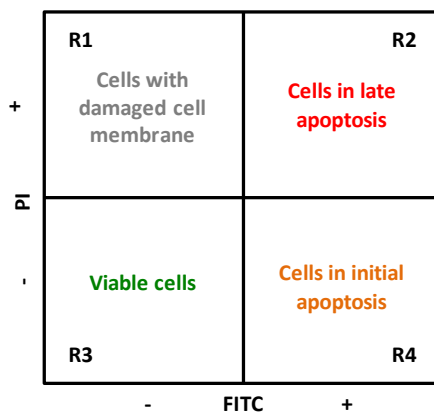 R1
R2
Cells with
damaged cell
membrane
Cells in late
apoptosis
+
PI
-
Viable cells
Cells in initial
apoptosis
R3
R4
-
FITC
+